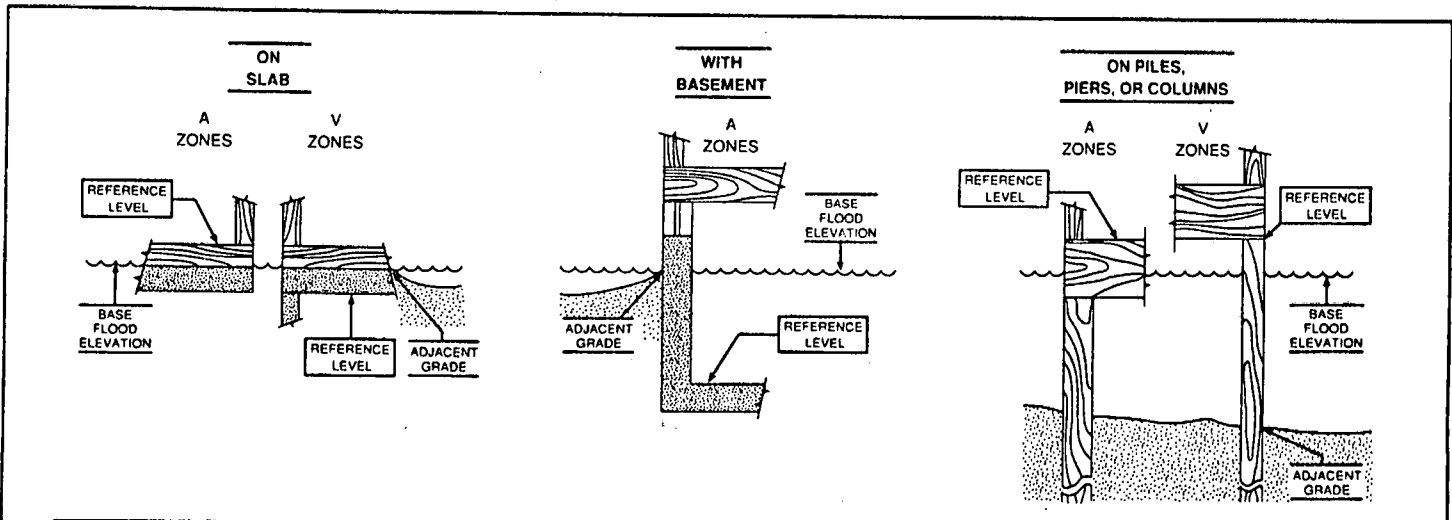 ON
SLAB
A
ZONES
V
ZONES
REFERENCE
LEVEL
BASE
FLOOD
ELEVATION
REFERENCE
LEVEL
ADJACENT
GRADE
WITH
BASEMENT
A
ZONES
BASE
FLOOD
ELEVATION
ADJACENT
GRADE
REFERENCE
LEVEL
ON PILES,
PIERS, OR COLUMNS
A
ZONES
V
ZONES
REFERENCE
LEVEL
REFERENCE
LEVEL
BASE
FLOOD
ELEVATION
ADJACENT
GRADE